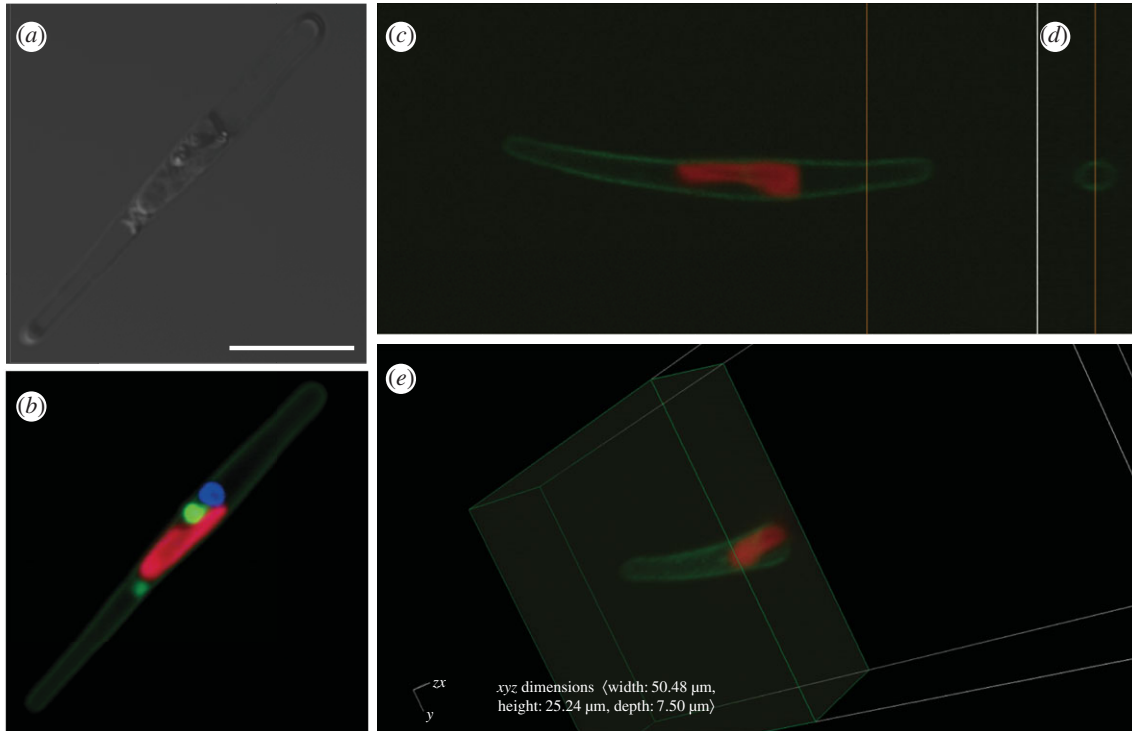 (a)
(b)
(c)
(d)
(e)
zx
y
xyz dimensions ⟨width: 50.48 µm,
height: 25.24 µm, depth: 7.50 µm⟩